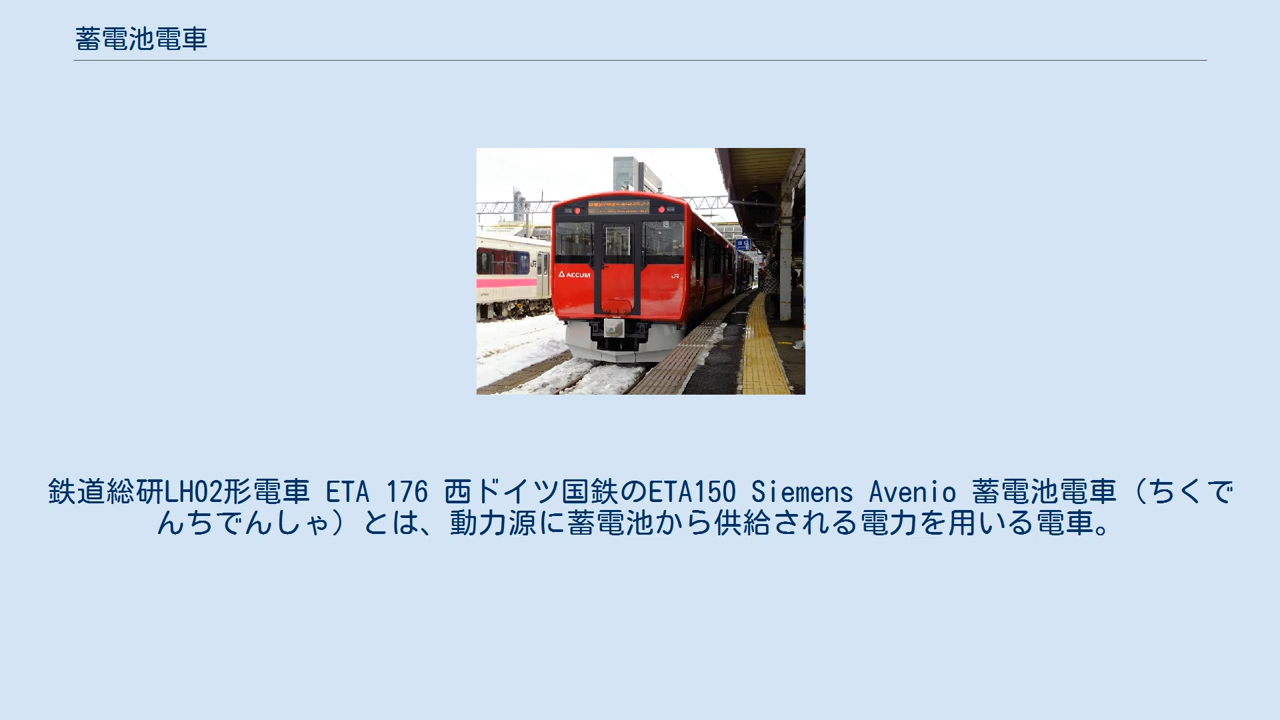 蓄電池電車
ACCUM
JR
鉄道総研LH02形電車 ETA 176 西ドイツ国鉄のETA150 Siemens Avenio 蓄電池電車（ちくで
んちでんしゃ）とは、動力源に蓄電池から供給される電力を用いる電車。